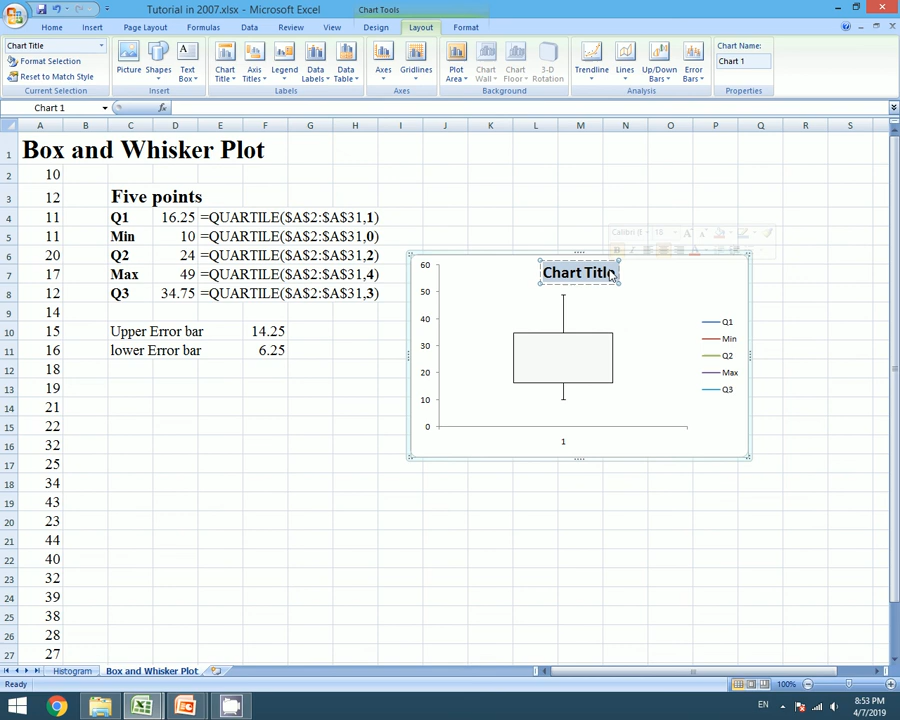 Tutorial in 2007.xlsx - Microsoft Excel
Chart Tools
Home Insert Page Layout Formulas Data Review View Design Layout Format
Chart Title
Format Selection
Reset to Match Style
Current Selection
Picture Shapes Text Box
Insert
Chart Title Axis Titles Legend Data Labels Data Table
Labels
Axes Gridlines
Axes
Plot Area Chart Wall Chart Floor 3-D Rotation
Background
Trendline Lines Up/Down Bars Error Bars
Analysis
Chart Name:
Chart 1
Properties
Chart 1 fx
A B C D E F G H I J K L M N O P Q R S
1 Box and Whisker Plot
2 10
3 12 Five points
4 11 Q1 16.25 =QUARTILE($A$2:$A$31,1)
5 11 Min 10 =QUARTILE($A$2:$A$31,0)
6 20 Q2 24 =QUARTILE($A$2:$A$31,2)
7 17 Max 49 =QUARTILE($A$2:$A$31,4)
8 12 Q3 34.75 =QUARTILE($A$2:$A$31,3)
9 14
10 15 Upper Error bar 14.25
11 16 lower Error bar 6.25
12 18
13 19
14 21
15 22
16 32
17 25
18 34
19 43
20 23
21 44
22 40
23 32
24 39
25 38
26 28
27 27
Calibri 18
Chart Title
60
50
40
30
20
10
0
1
Q1
Min
Q2
Max
Q3
Histogram Box and Whisker Plot
Ready
100%
EN
8:53 PM
4/7/2019